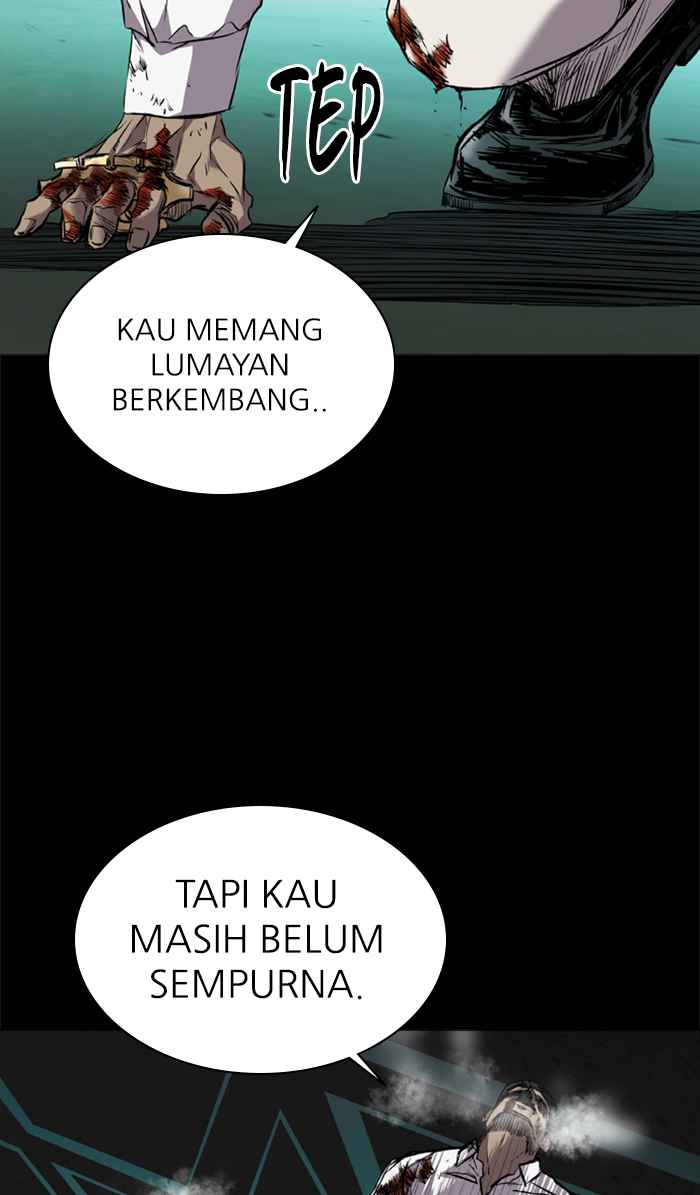 TEP
KAU MEMANG
LUMAYAN
BERKEMBANG..
TAPI KAU
MASIH BELUM
SEMPURNA.